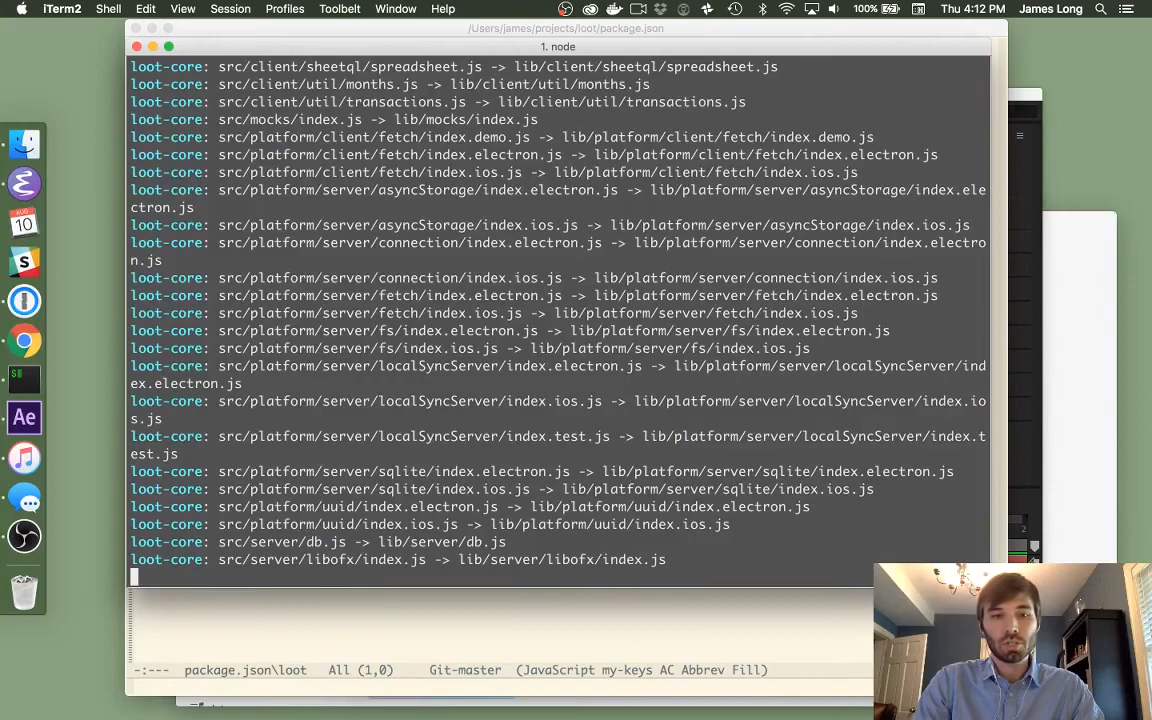 iTerm2 Shell Edit View Session Profiles Toolbelt Window Help 100% Thu 4:12 PM James Long
/Users/james/projects/loot/package.json
1. node
loot-core: src/client/sheetql/spreadsheet.js -> lib/client/sheetql/spreadsheet.js
loot-core: src/client/util/months.js -> lib/client/util/months.js
loot-core: src/client/util/transactions.js -> lib/client/util/transactions.js
loot-core: src/mocks/index.js -> lib/mocks/index.js
loot-core: src/platform/client/fetch/index.demo.js -> lib/platform/client/fetch/index.demo.js
loot-core: src/platform/client/fetch/index.electron.js -> lib/platform/client/fetch/index.electron.js
loot-core: src/platform/client/fetch/index.ios.js -> lib/platform/client/fetch/index.ios.js
loot-core: src/platform/server/asyncStorage/index.electron.js -> lib/platform/server/asyncStorage/index.ele
ctron.js
loot-core: src/platform/server/asyncStorage/index.ios.js -> lib/platform/server/asyncStorage/index.ios.js
loot-core: src/platform/server/connection/index.electron.js -> lib/platform/server/connection/index.electro
n.js
loot-core: src/platform/server/connection/index.ios.js -> lib/platform/server/connection/index.ios.js
loot-core: src/platform/server/fetch/index.electron.js -> lib/platform/server/fetch/index.electron.js
loot-core: src/platform/server/fetch/index.ios.js -> lib/platform/server/fetch/index.ios.js
loot-core: src/platform/server/fs/index.electron.js -> lib/platform/server/fs/index.electron.js
loot-core: src/platform/server/fs/index.ios.js -> lib/platform/server/fs/index.ios.js
loot-core: src/platform/server/localSyncServer/index.electron.js -> lib/platform/server/localSyncServer/ind
ex.electron.js
loot-core: src/platform/server/localSyncServer/index.ios.js -> lib/platform/server/localSyncServer/index.io
s.js
loot-core: src/platform/server/localSyncServer/index.test.js -> lib/platform/server/localSyncServer/index.t
est.js
loot-core: src/platform/server/sqlite/index.electron.js -> lib/platform/server/sqlite/index.electron.js
loot-core: src/platform/server/sqlite/index.ios.js -> lib/platform/server/sqlite/index.ios.js
loot-core: src/platform/uuid/index.electron.js -> lib/platform/uuid/index.electron.js
loot-core: src/platform/uuid/index.ios.js -> lib/platform/uuid/index.ios.js
loot-core: src/server/db.js -> lib/server/db.js
loot-core: src/server/libofx/index.js -> lib/server/libofx/index.js
-:--- package.json\loot All (1,0) Git-master (JavaScript my-keys AC Abbrev Fill)
AUG
10
$
Ae
2